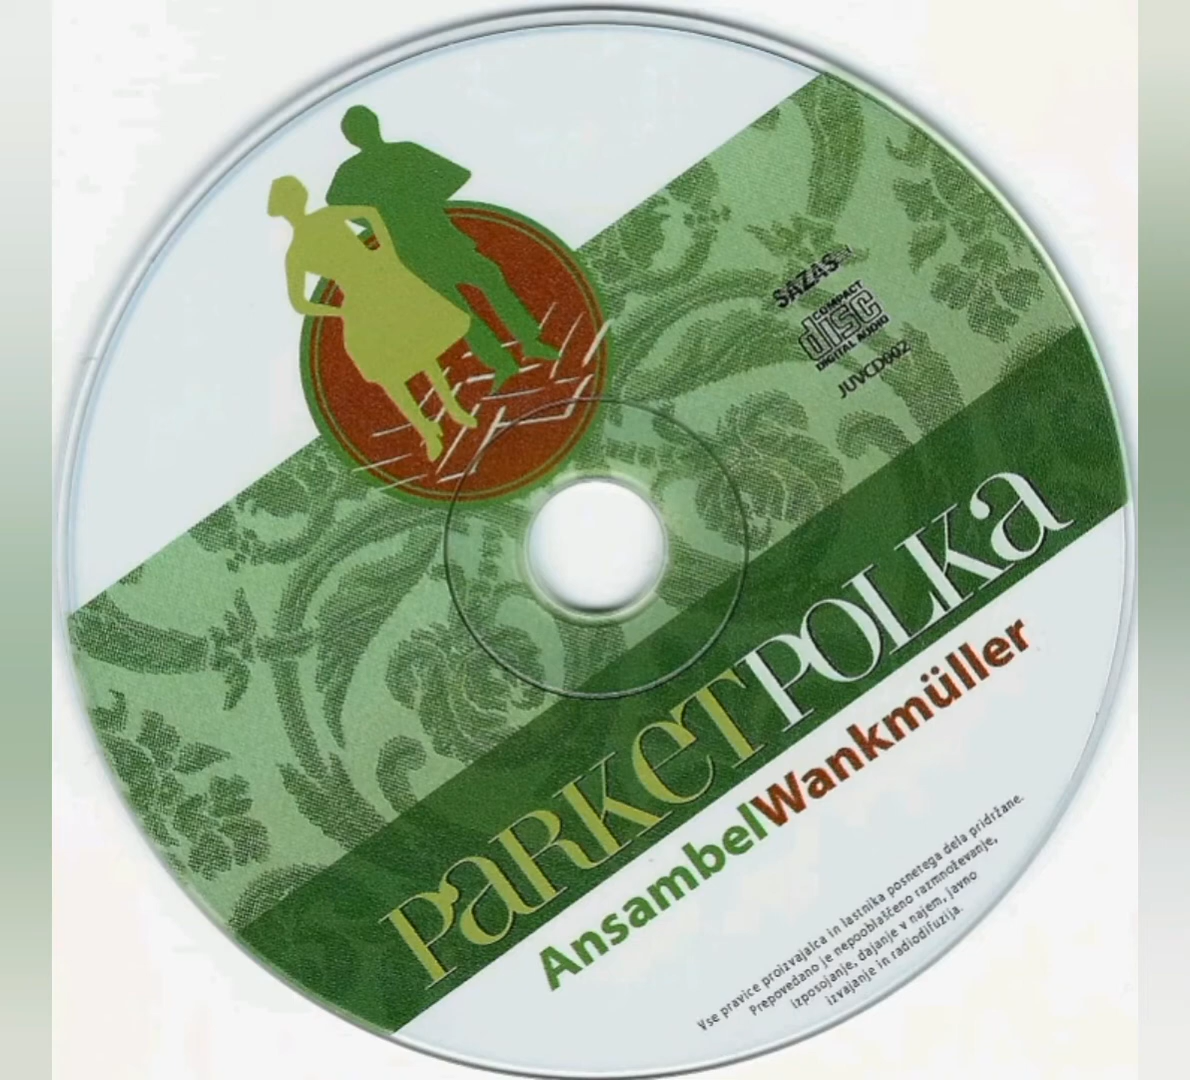 SAZAS
COMPACT
disc
DIGITAL AUDIO
JUVCD002
PARKETPOLKa
AnsambelWankmüller
Vse pravice proizvajalca in lastnika posnetega dela pridržane.
Prepovedano je nepooblaščeno razmnoževanje,
izposojanje, dajanje v najem, javno
izvajanje in radiodifuzija.